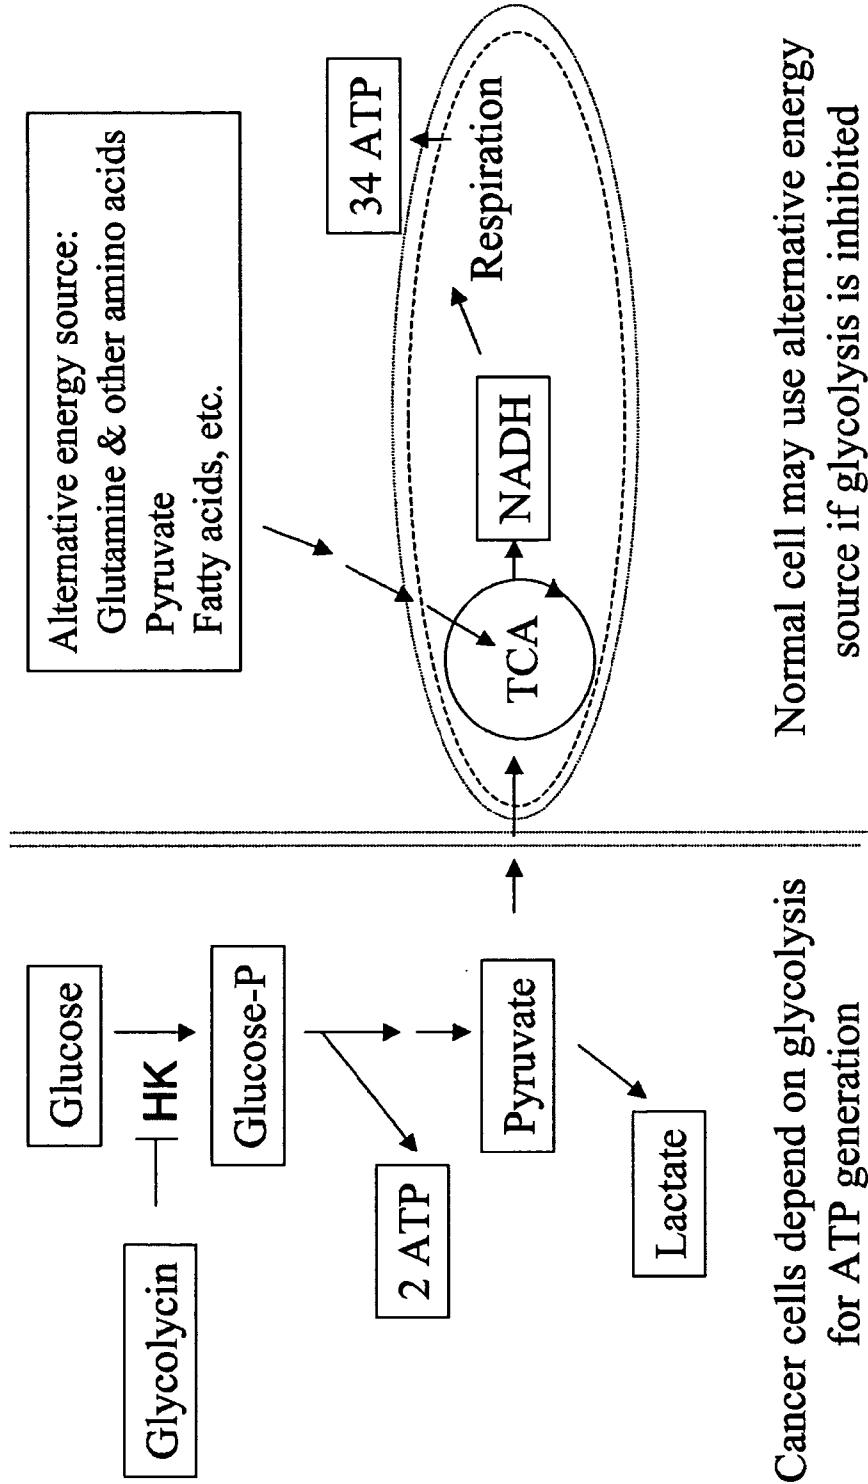 Glucose
Glycolycin
HK
Glucose-P
2 ATP
Pyruvate
Lactate
Cancer cells depend on glycolysis
for ATP generation
Alternative energy source:
Glutamine & other amino acids
Pyruvate
Fatty acids, etc.
34 ATP
TCA
NADH
Respiration
Normal cell may use alternative energy
source if glycolysis is inhibited